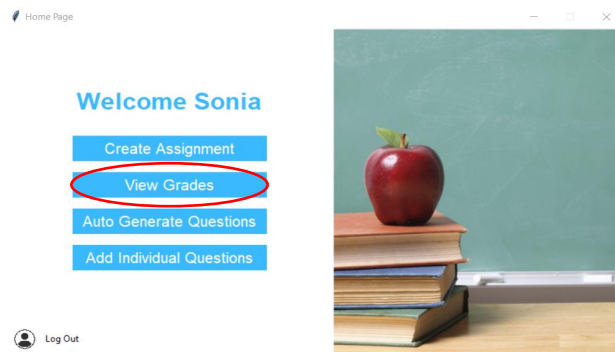 Home Page
Welcome Sonia
Create Assignment
View Grades
Auto Generate Questions
Add Individual Questions
Log Out